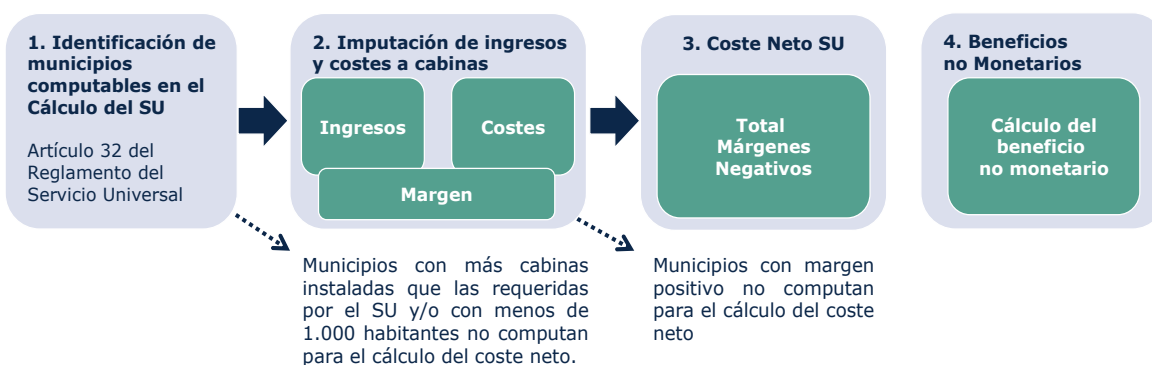 1. Identificación de
municipios
computables en el
Cálculo del SU
Artículo 32 del
Reglamento del
Servicio Universal
2. Imputación de ingresos
y costes a cabinas
Ingresos
Costes
Margen
3. Coste Neto SU
Total
Márgenes
Negativos
4. Beneficios
no Monetarios
Cálculo del
beneficio
no monetario
Municipios con más cabinas
instaladas que las requeridas
por el SU y/o con menos de
1.000 habitantes no computan
para el cálculo del coste neto.
Municipios con margen
positivo no computan
para el cálculo del coste
neto